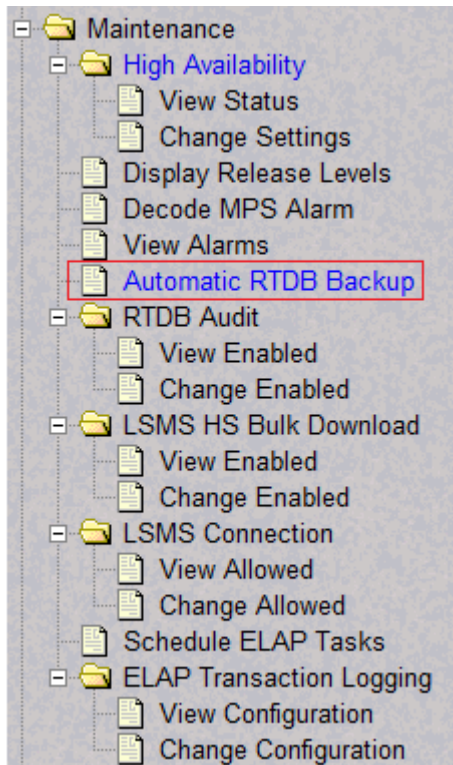 Maintenance
High Availability
View Status
Change Settings
Display Release Levels
Decode MPS Alarm
View Alarms
Automatic RTDB Backup
RTDB Audit
View Enabled
Change Enabled
LSMS HS Bulk Download
View Enabled
Change Enabled
LSMS Connection
View Allowed
Change Allowed
Schedule ELAP Tasks
ELAP Transaction Logging
View Configuration
Change Configuration